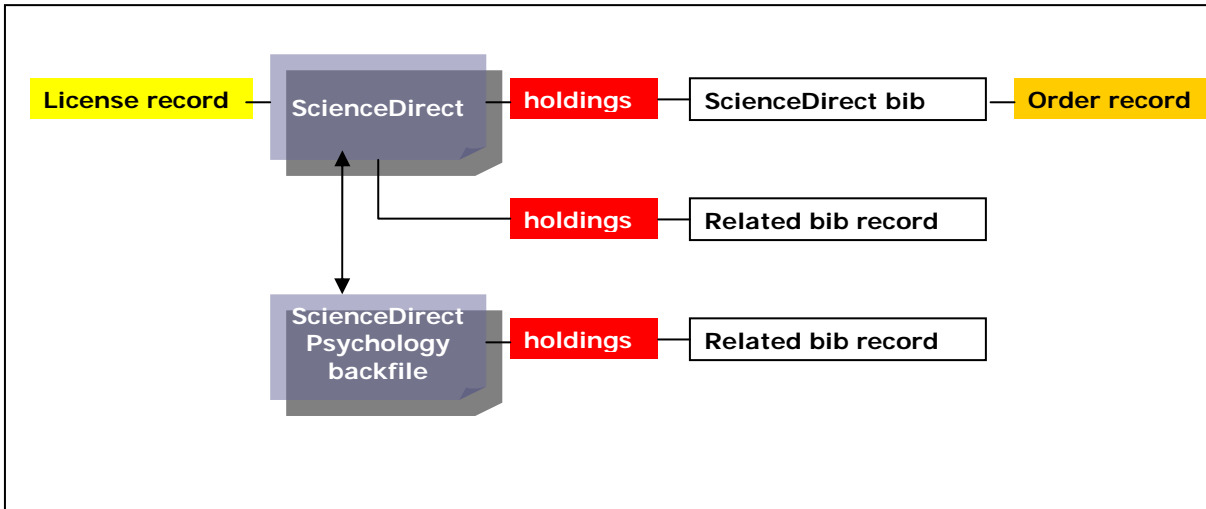 License record
ScienceDirect
holdings
ScienceDirect bib
Order record
holdings
Related bib record
ScienceDirect
Psychology
backfile
holdings
Related bib record